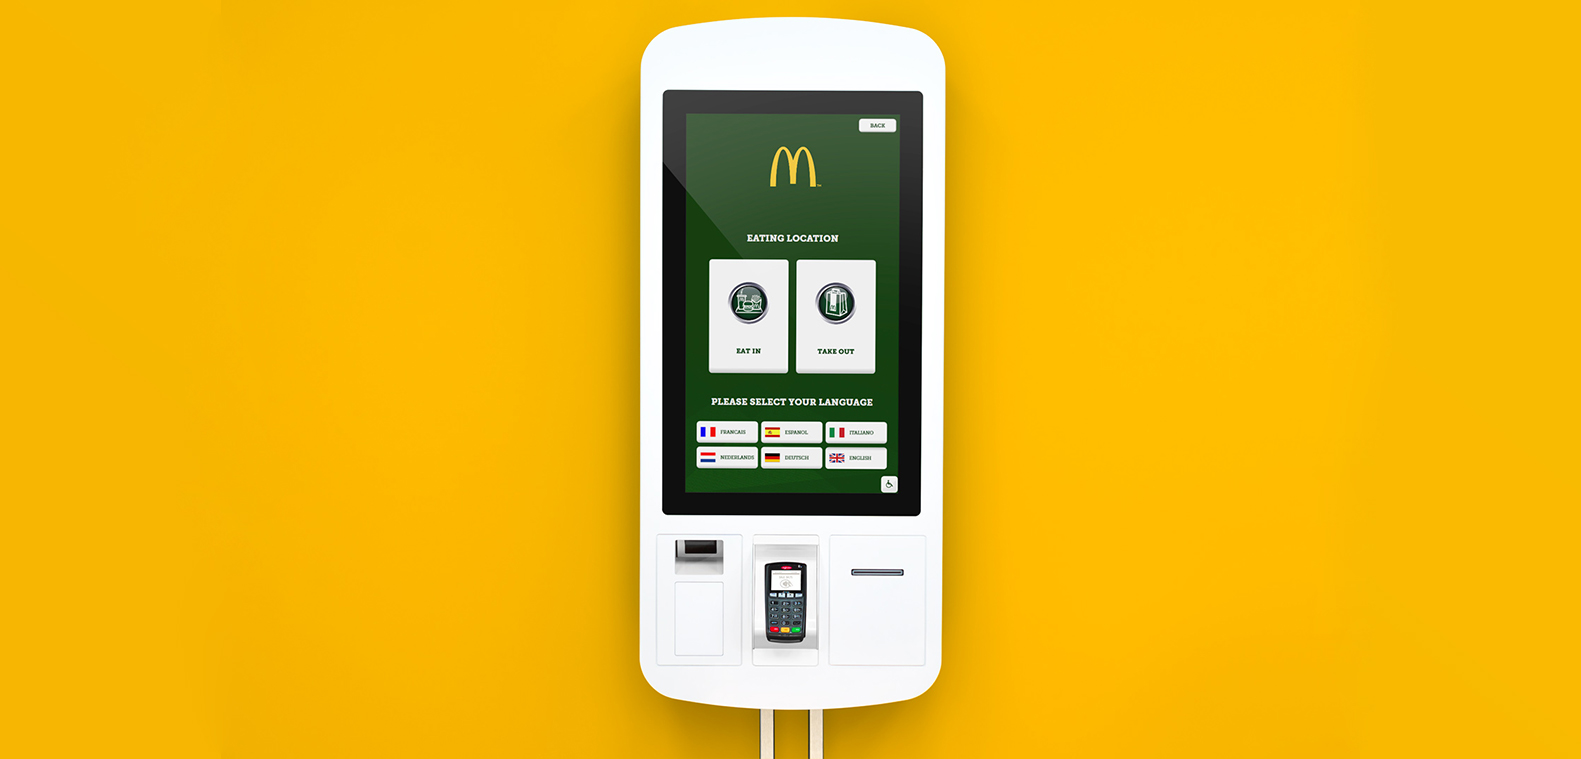 BACK
EATING LOCATION
EAT IN
TAKE OUT
PLEASE SELECT YOUR LANGUAGE
FRANCAIS
ESPANOL
ITALIANO
NEDERLANDS
DEUTSCH
ENGLISH